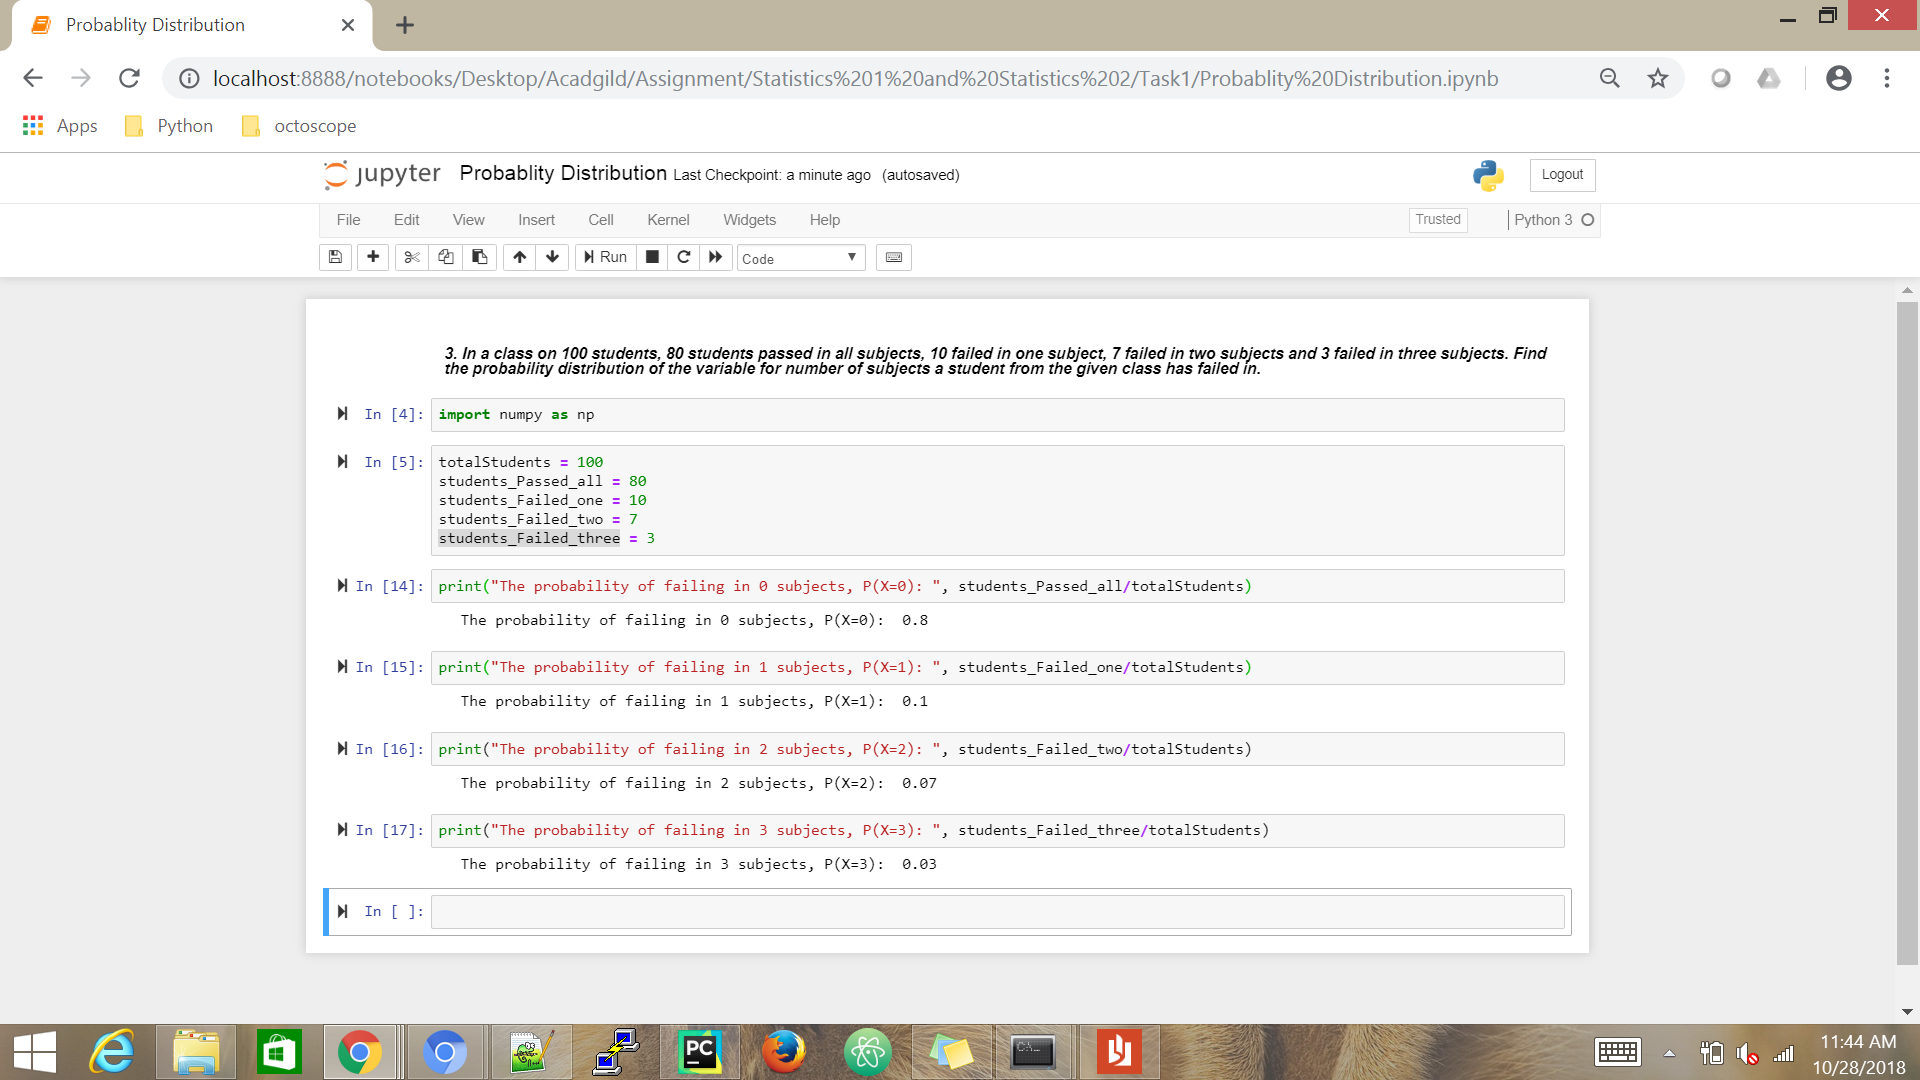 Probablity Distribution
localhost:8888/notebooks/Desktop/Acadgild/Assignment/Statistics%201%20and%20Statistics%202/Task1/Probablity%20Distribution.ipynb
Apps Python octoscope
jupyter Probablity Distribution Last Checkpoint: a minute ago (autosaved) Logout
File Edit View Insert Cell Kernel Widgets Help Trusted Python 3
Run Code
3. In a class on 100 students, 80 students passed in all subjects, 10 failed in one subject, 7 failed in two subjects and 3 failed in three subjects. Find
the probability distribution of the variable for number of subjects a student from the given class has failed in.
In [4]: import numpy as np
In [5]: totalStudents = 100
students_Passed_all = 80
students_Failed_one = 10
students_Failed_two = 7
students_Failed_three = 3
In [14]: print("The probability of failing in 0 subjects, P(X=0): ", students_Passed_all/totalStudents)
The probability of failing in 0 subjects, P(X=0):  0.8
In [15]: print("The probability of failing in 1 subjects, P(X=1): ", students_Failed_one/totalStudents)
The probability of failing in 1 subjects, P(X=1):  0.1
In [16]: print("The probability of failing in 2 subjects, P(X=2): ", students_Failed_two/totalStudents)
The probability of failing in 2 subjects, P(X=2):  0.07
In [17]: print("The probability of failing in 3 subjects, P(X=3): ", students_Failed_three/totalStudents)
The probability of failing in 3 subjects, P(X=3):  0.03
In [ ]:
PC
C:\.
11:44 AM
10/28/2018